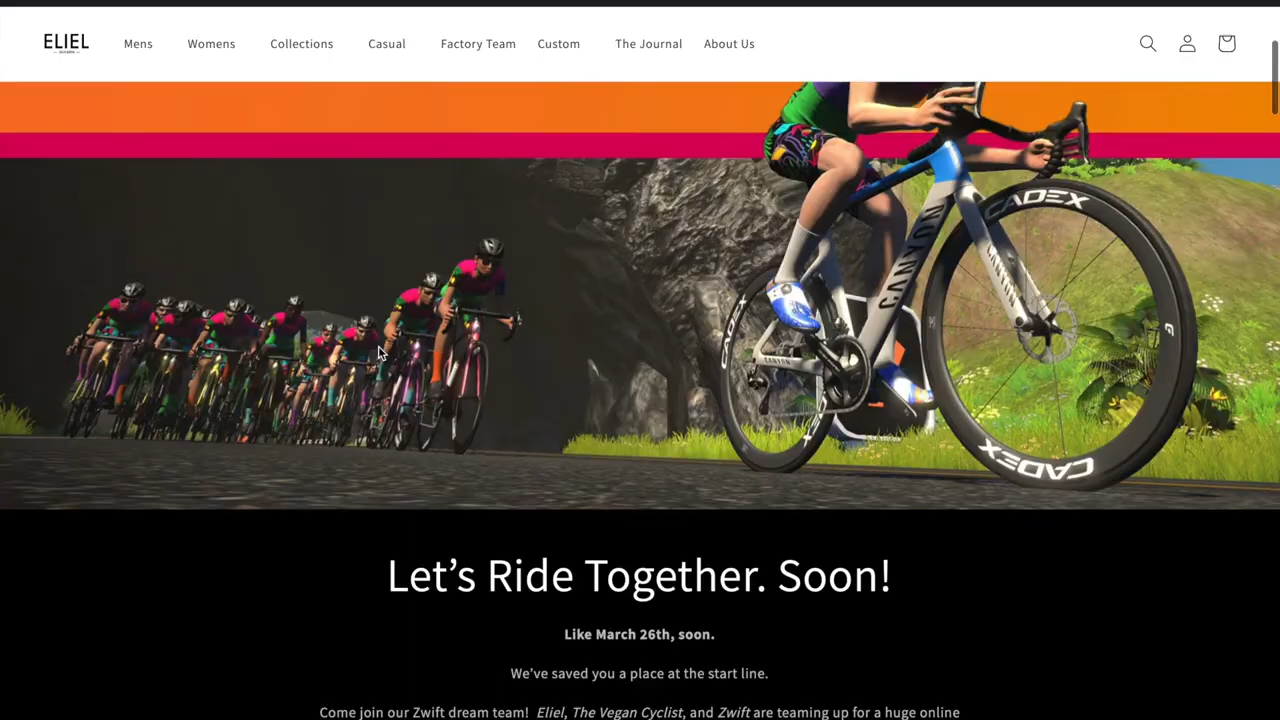 ELIEL
Mens Womens Collections Casual Factory Team Custom The Journal About Us
CADEX
CANYON
CANYON
CADEX
CANYON
CADEX
Let's Ride Together. Soon!
Like March 26th, soon.
We've saved you a place at the start line.
Come join our Zwift dream team! Eliel, The Vegan Cyclist, and Zwift are teaming up for a huge online